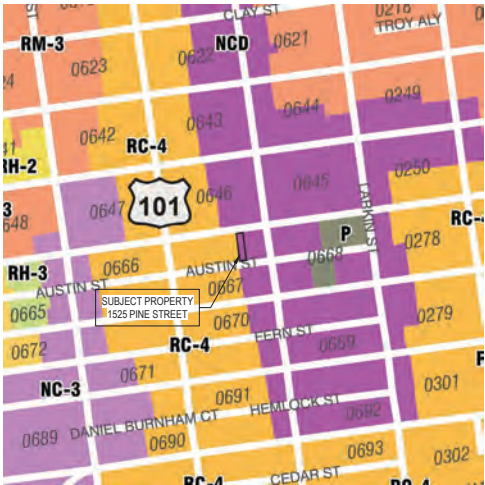 CLAY ST
0218
TROY ALY
RM-3
NCD
0621
0622
0623
24
0644
0249
0643
0642
41
RH-2
RC-4
0250
0645
0646
0647
101
LARKIN ST
3
648
P
RC-
0278
0668
RH-3
0666
AUSTIN ST
AUSTIN ST
0667
SUBJECT PROPERTY
1525 PINE STREET
0665
0670
0279
FERN ST
0672
RC-4
0669
0671
0301
NC-3
0691
HEMLOCK ST
0692
DANIEL BURNHAM CT
0689
0690
0693
0302
CEDAR ST
RC-4